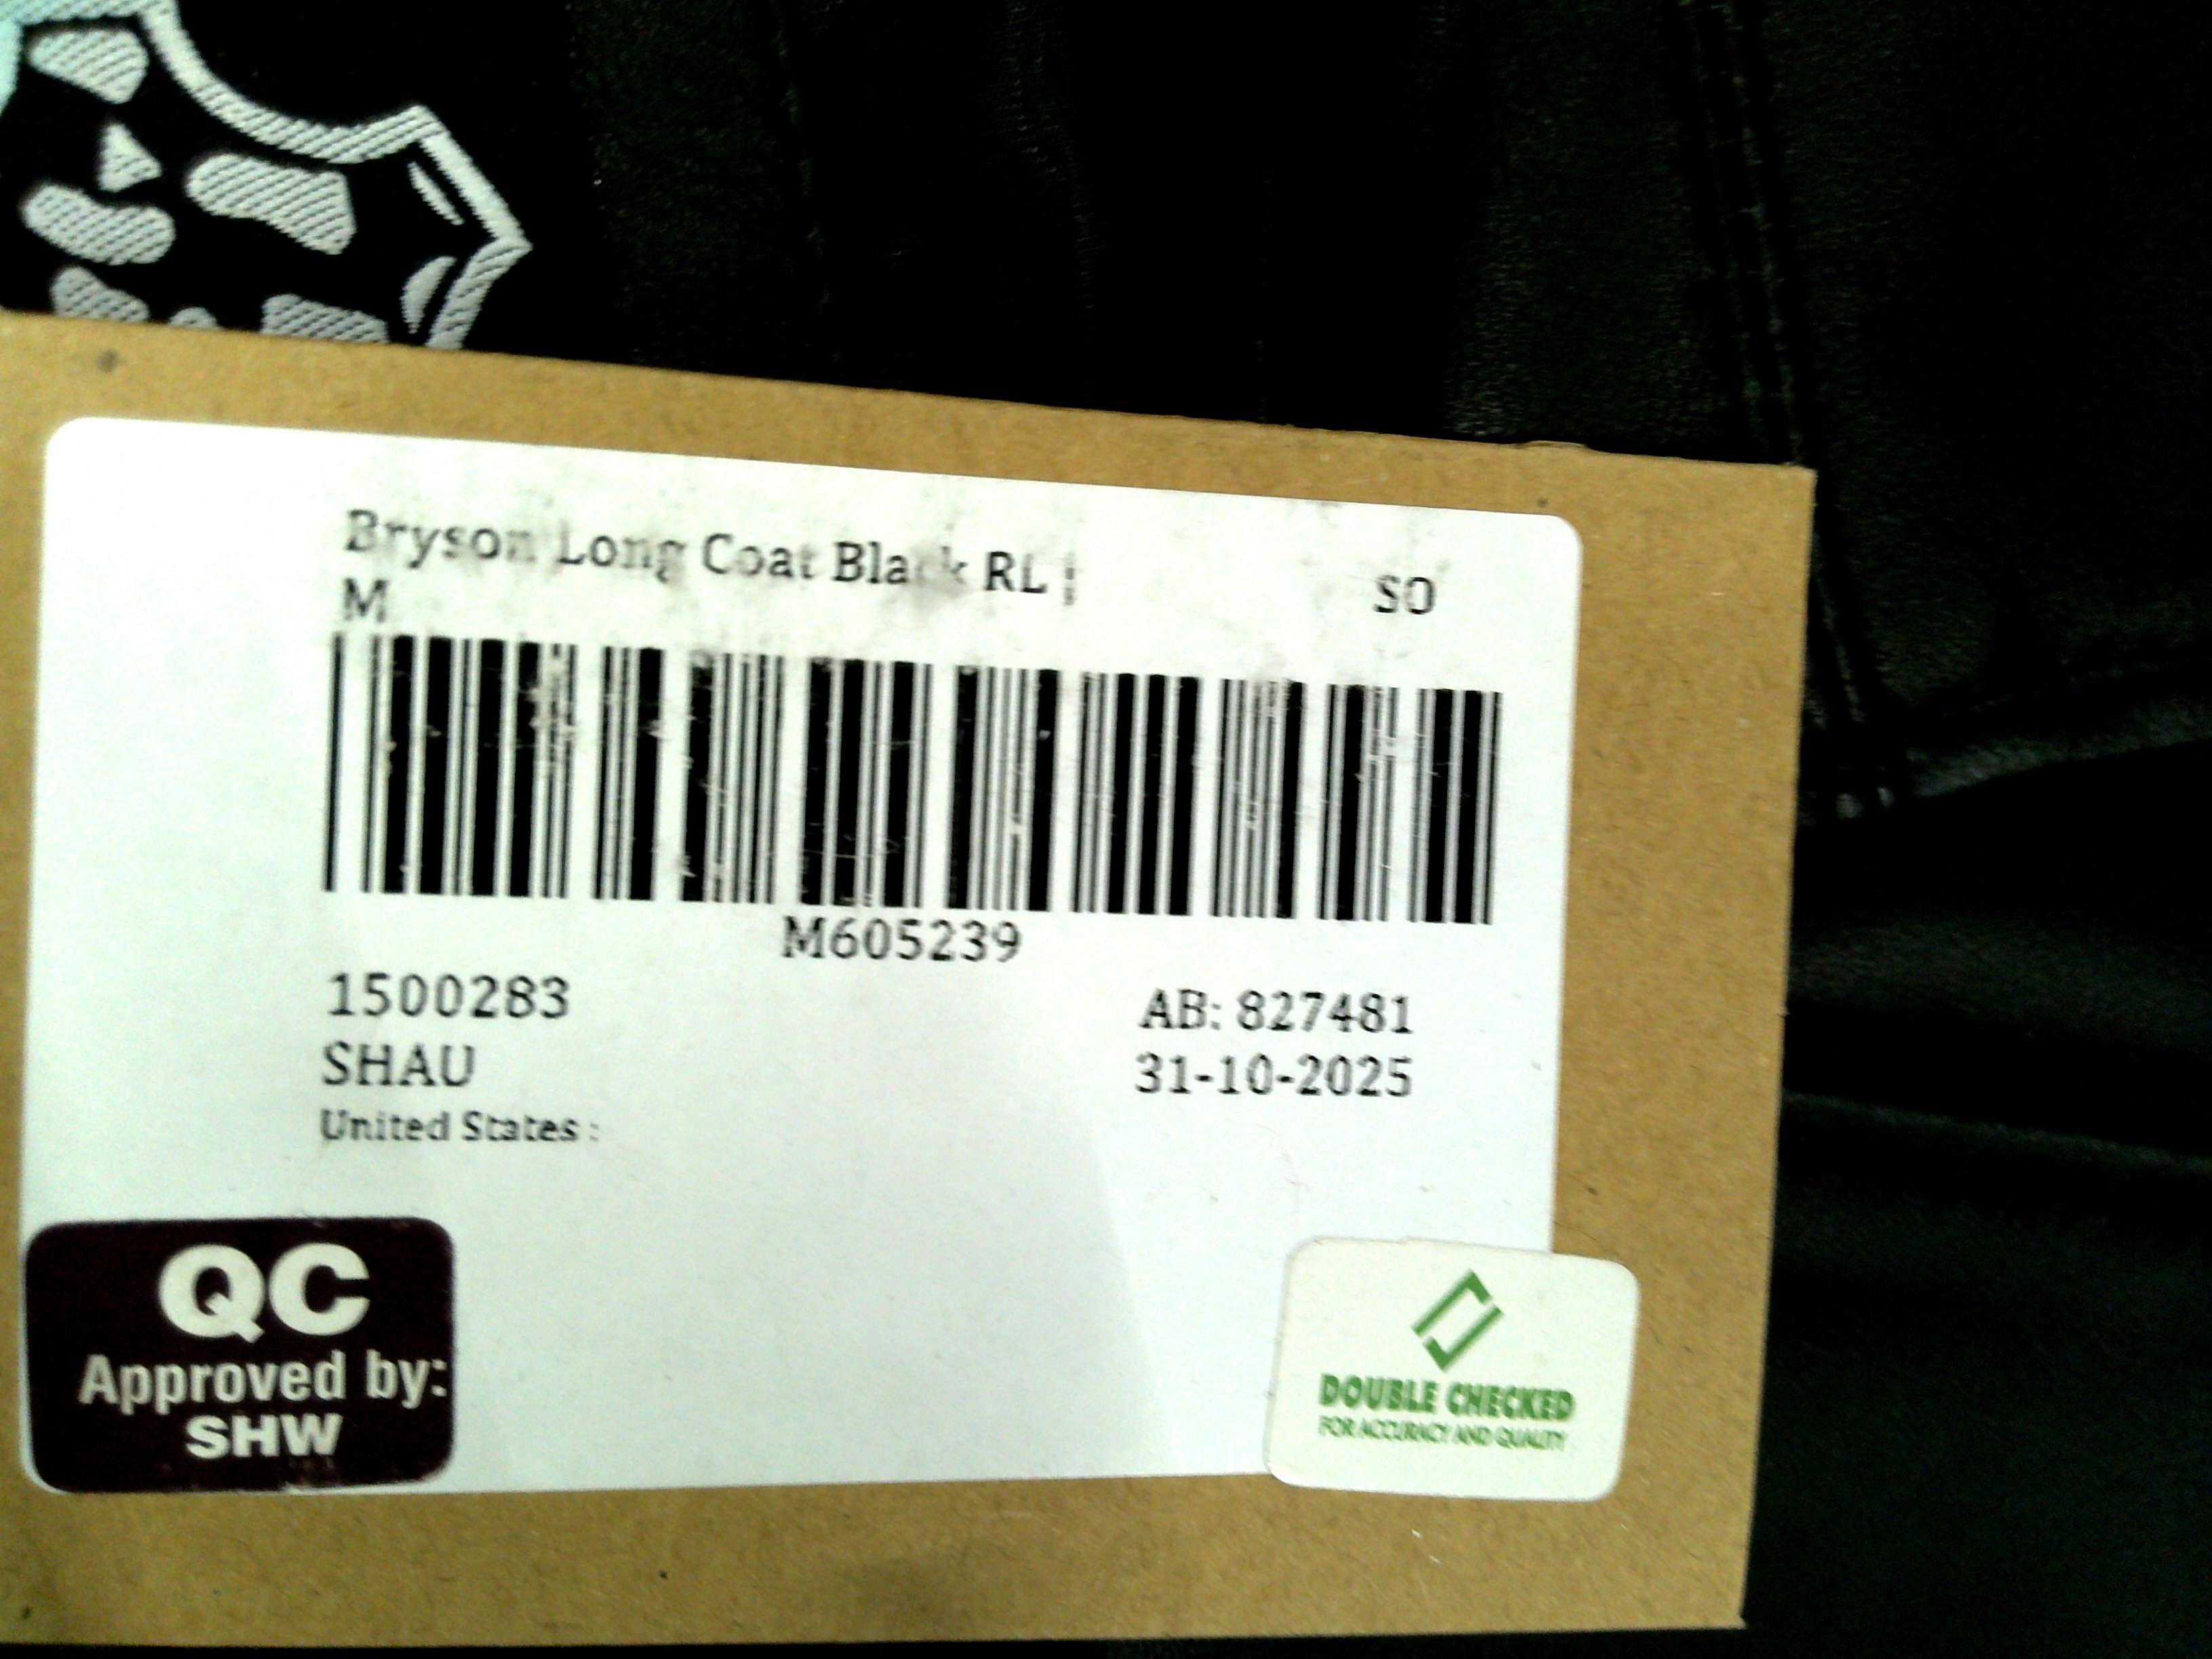 Bryson Long Coat Black RL |
M
SO
M605239
1500283
AB: 827481
SHAU
31-10-2025
United States :
QC
Approved by:
SHW
DOUBLE CHECKED
FOR ACCURACY AND QUALITY